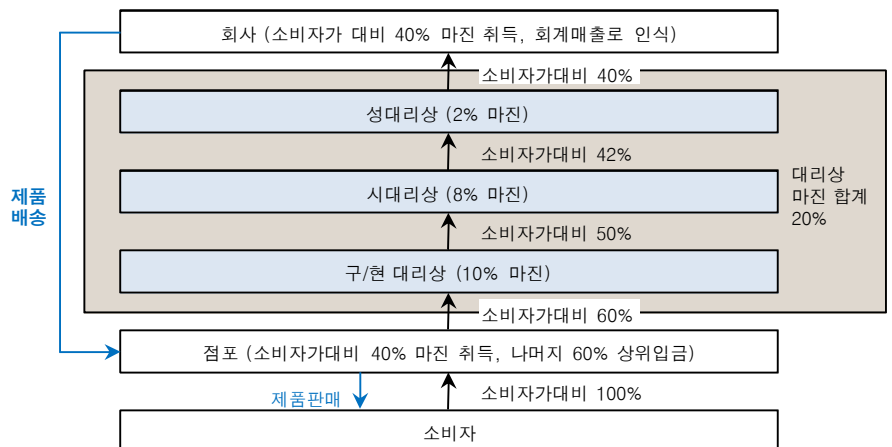 회사 (소비자가 대비 40% 마진 취득, 회계매출로 인식)
소비자가대비 40%
성대리상 (2% 마진)
소비자가대비 42%
시대리상 (8% 마진)
대리상
마진 합계
20%
제품
배송
소비자가대비 50%
구/현 대리상 (10% 마진)
소비자가대비 60%
점포 (소비자가대비 40% 마진 취득, 나머지 60% 상위입금)
제품판매
소비자가대비 100%
소비자